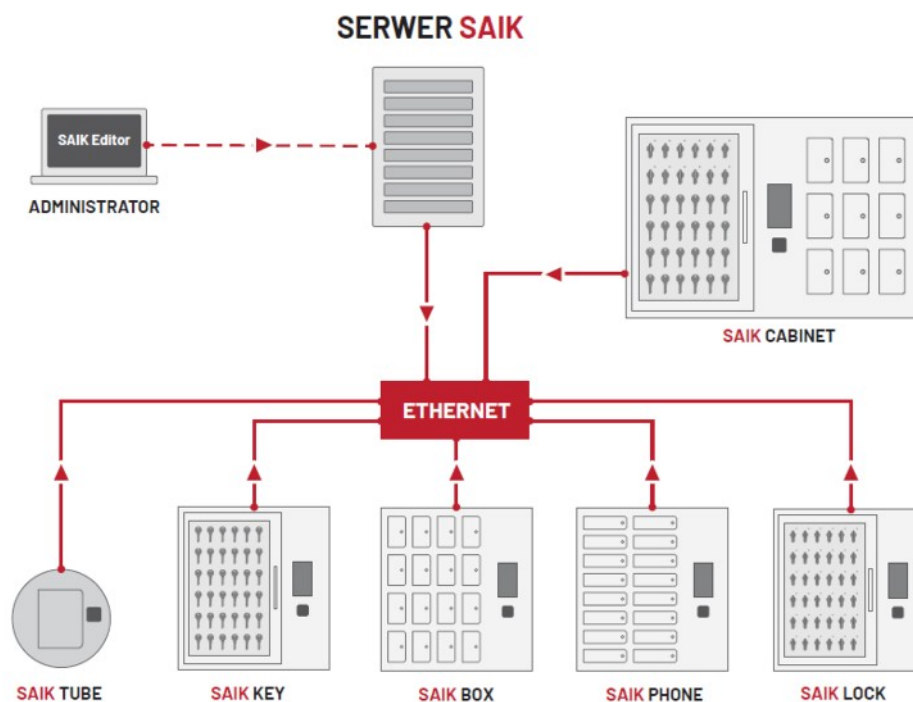 SERWER SAIK
SAIK Editor
ADMINISTRATOR
SAIK CABINET
ETHERNET
SAIK TUBE
SAIK KEY
SAIK BOX
SAIK PHONE
SAIK LOCK